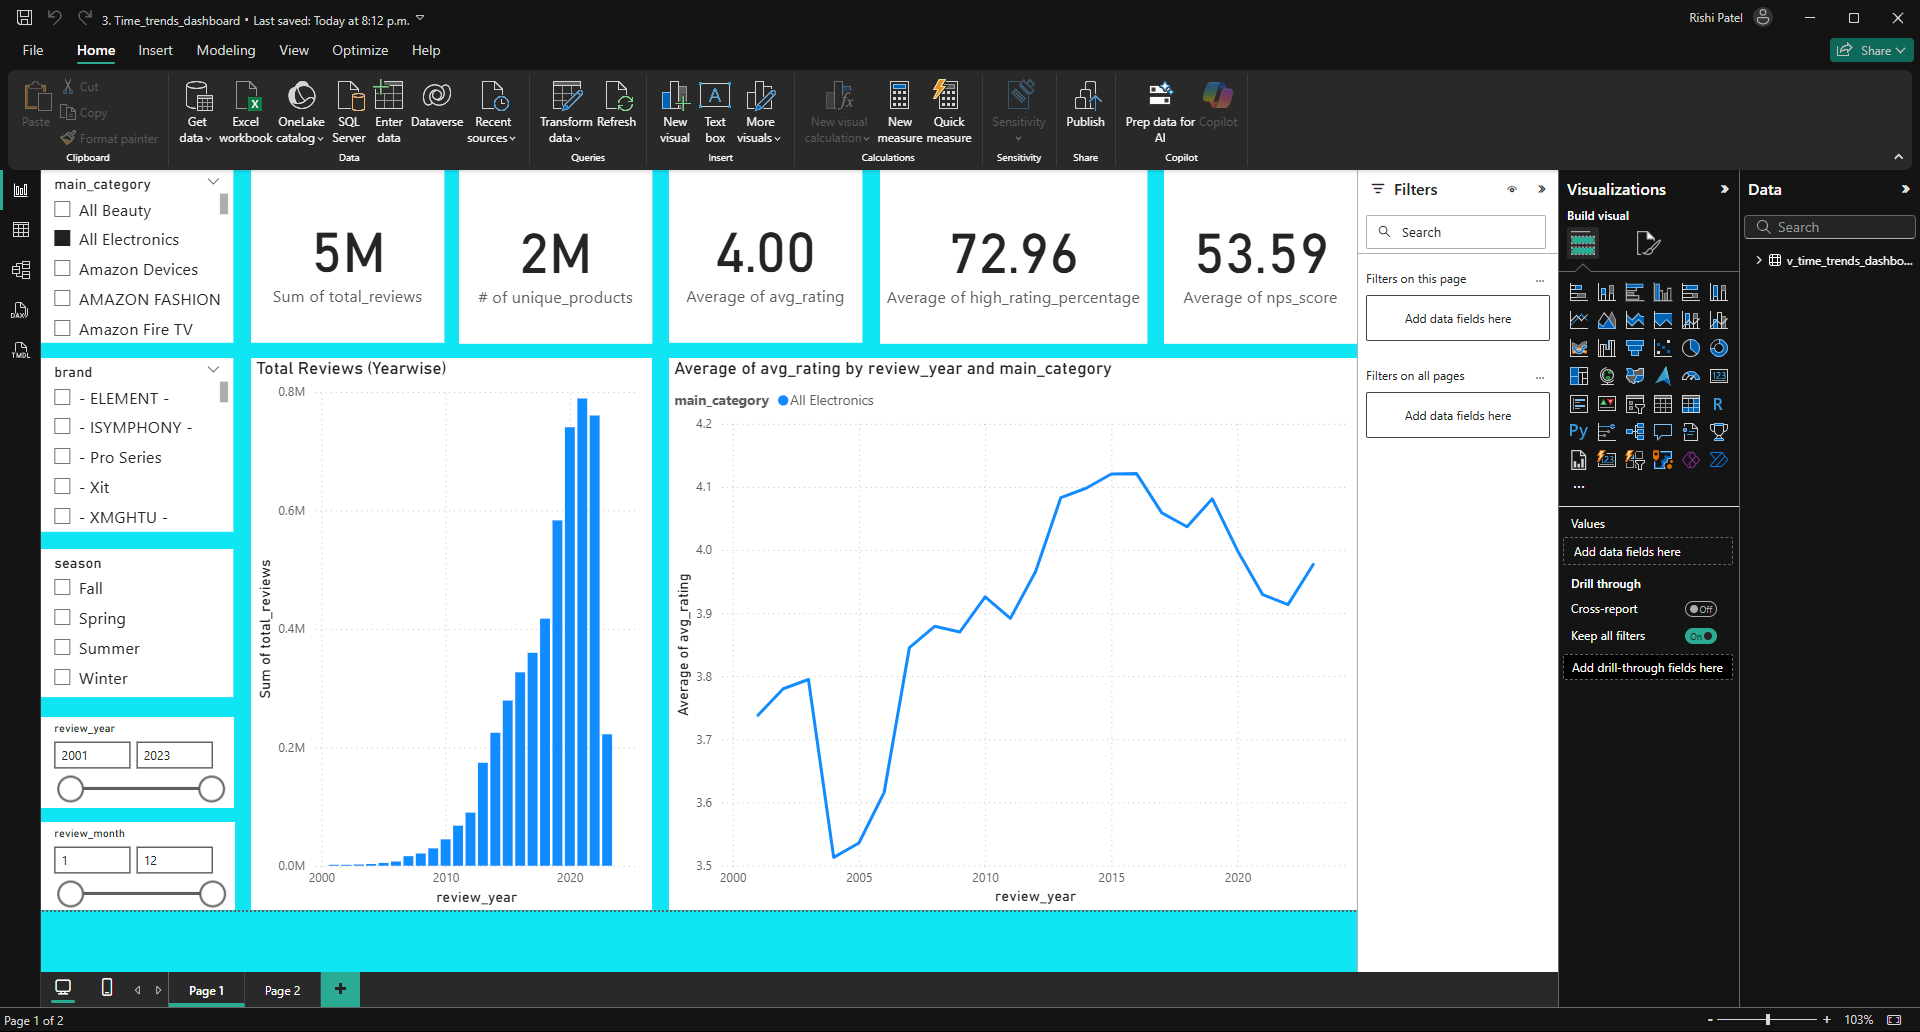 3. Time_trends_dashboard • Last saved: Today at 8:12 p.m.
Rishi Patel
File Home Insert Modeling View Optimize Help
Share
Paste
Cut
Copy
Format painter
Clipboard
Get data
Excel workbook
OneLake catalog
SQL Server
Enter data
Dataverse
Recent sources
Data
Transform data
Refresh
Queries
New visual
Text box
More visuals
Insert
New visual calculation
New measure
Quick measure
Calculations
Sensitivity
Sensitivity
Publish
Share
Prep data for AI
Copilot
Copilot
DAX
TMDL
main_category
All Beauty
All Electronics
Amazon Devices
AMAZON FASHION
Amazon Fire TV
5M
Sum of total_reviews
2M
# of unique_products
4.00
Average of avg_rating
72.96
Average of high_rating_percentage
53.59
Average of nps_score
brand
- ELEMENT -
- ISYMPHONY -
- Pro Series
- Xit
- XMGHTU -
season
Fall
Spring
Summer
Winter
review_year
2001 2023
review_month
1 12
Total Reviews (Yearwise)
0.8M
0.6M
0.4M
0.2M
0.0M
Sum of total_reviews
2000 2010 2020
review_year
Average of avg_rating by review_year and main_category
main_category All Electronics
4.2
4.1
4.0
3.9
3.8
3.7
3.6
3.5
Average of avg_rating
2000 2005 2010 2015 2020
review_year
Filters
Search
Filters on this page ...
Add data fields here
Filters on all pages ...
Add data fields here
Visualizations
Build visual
123
R
Py
123
...
Values
Add data fields here
Drill through
Cross-report Off
Keep all filters On
Add drill-through fields here
Data
Search
v_time_trends_dashbo...
Page 1 Page 2 +
Page 1 of 2
- + 103%